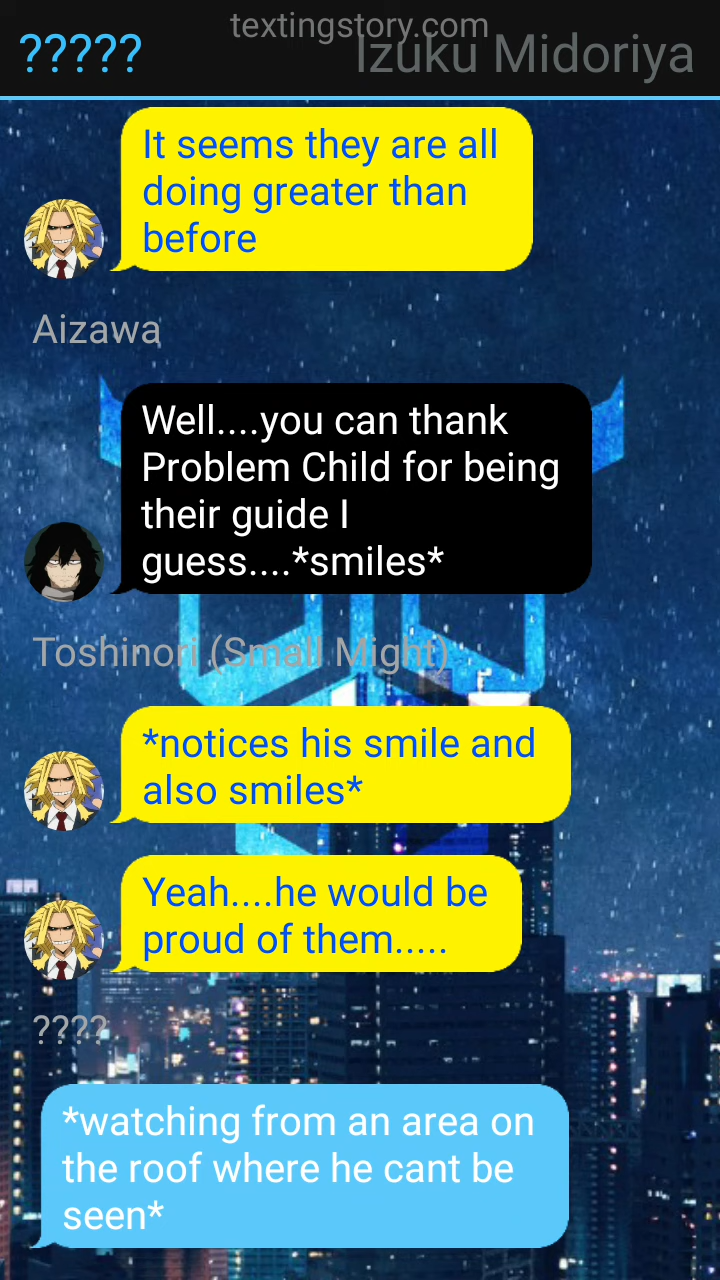 textingstory.com
????? Izuku Midoriya
It seems they are all
doing greater than
before
Aizawa
Well....you can thank
Problem Child for being
their guide I
guess....*smiles*
Toshinori (Small Might)
*notices his smile and
also smiles*
Yeah....he would be
proud of them.....
????
*watching from an area on
the roof where he cant be
seen*